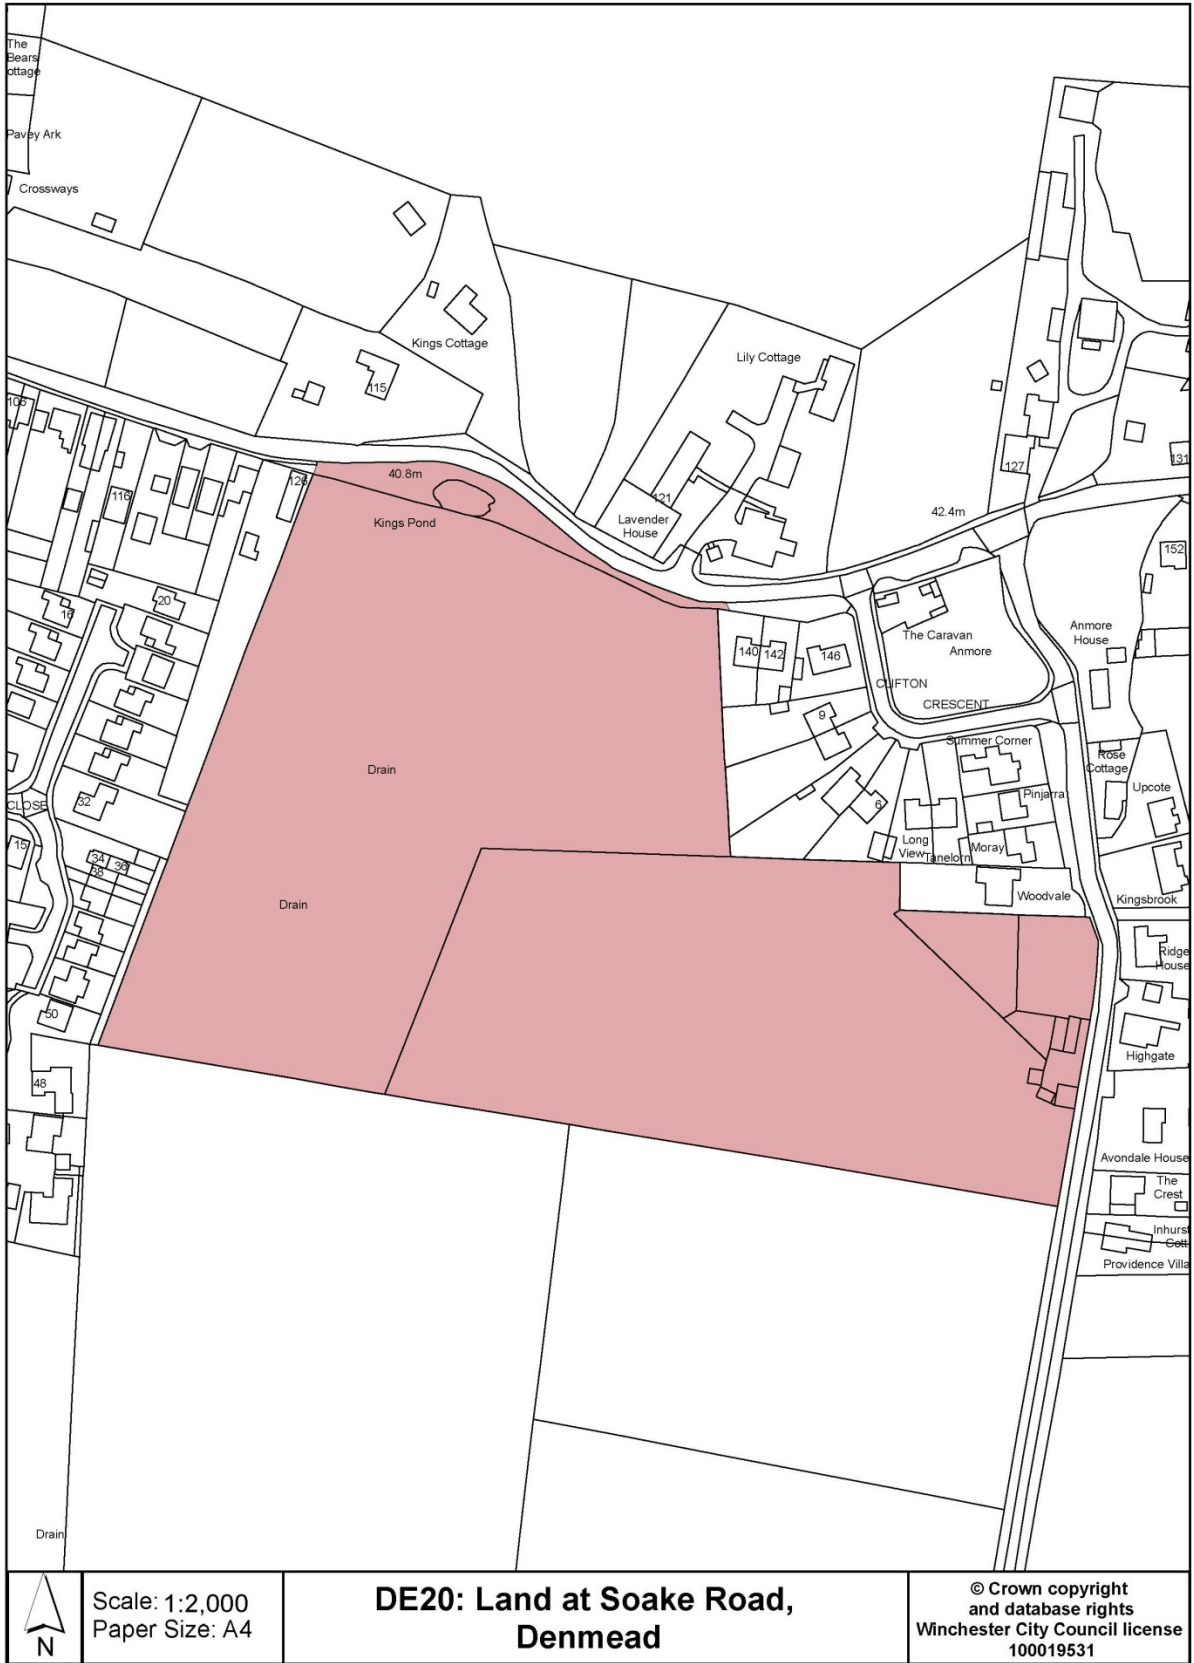 The
Bears
ottage
Pavey Ark
Crossways
Kings Cottage
115
Lily Cottage
127
131
106
116
126
40.8m
Kings Pond
121
Lavender
House
42.4m
152
16
20
The Caravan
Anmore
Anmore
House
140
142
146
CLIFTON
CRESCENT
9
Summer Corner
Rose
Cottage
Upcote
Drain
CLOSE
32
6
Pinjarra
15
34
36
38
Long
View
Tanelorn
Moray
Woodvale
Kingsbrook
Drain
Ridge
House
50
Highgate
48
Avondale House
The
Crest
Inhurst
Cott
Providence Villa
Drain
N
Scale: 1:2,000
Paper Size: A4
DE20: Land at Soake Road,
Denmead
© Crown copyright
and database rights
Winchester City Council license
100019531